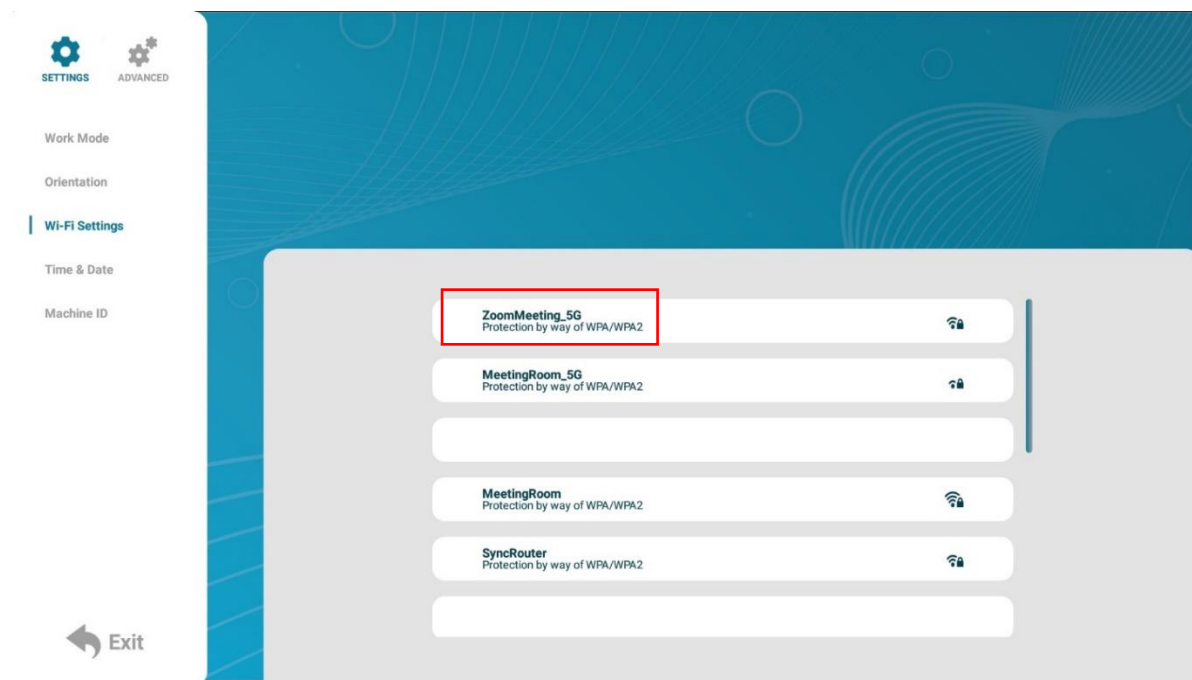 SETTINGS ADVANCED
Work Mode
Orientation
Wi-Fi Settings
Time & Date
Machine ID
Exit
ZoomMeeting_5G
Protection by way of WPA/WPA2
MeetingRoom_5G
Protection by way of WPA/WPA2
MeetingRoom
Protection by way of WPA/WPA2
SyncRouter
Protection by way of WPA/WPA2